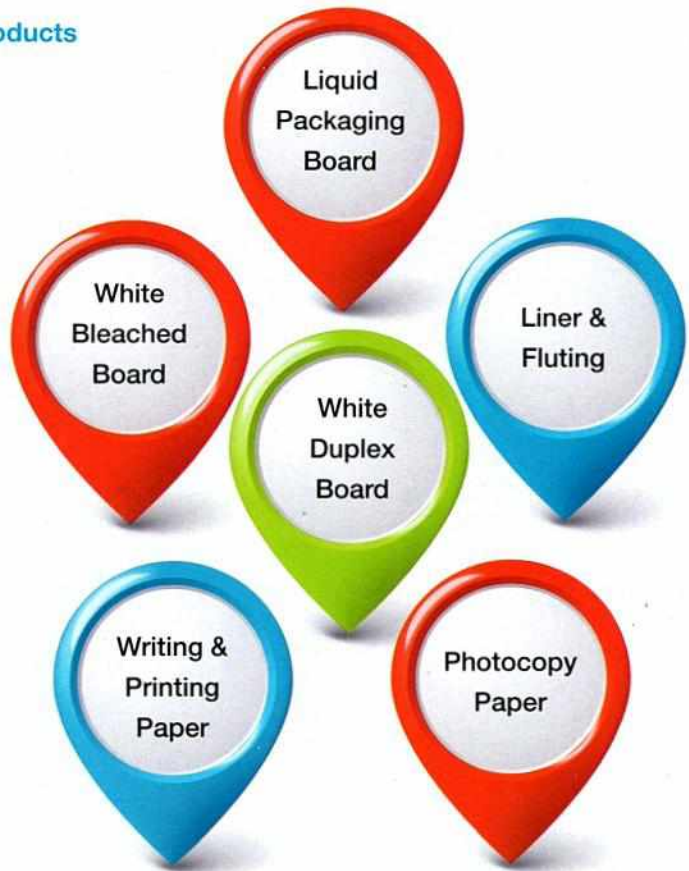 oducts
Liquid
Packaging
Board
White
Bleached
Board
Liner &
Fluting
White
Duplex
Board
Writing &
Printing
Paper
Photocopy
Paper